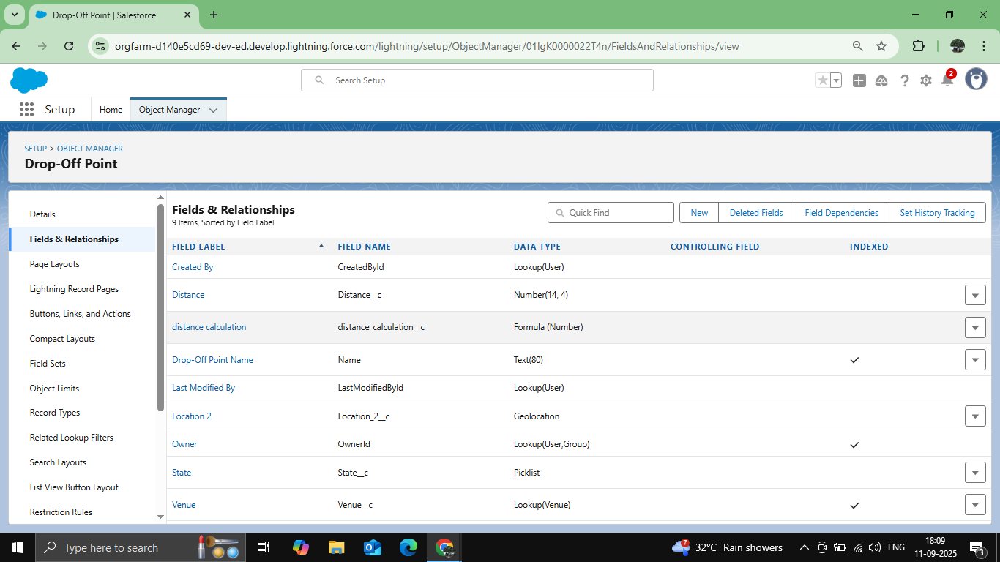 Drop-Off Point | Salesforce
orgfarm-d140e5cd69-dev-ed.develop.lightning.force.com/lightning/setup/ObjectManager/01IgK0000022T4n/FieldsAndRelationships/view
Search Setup
2
Setup
Home
Object Manager
SETUP > OBJECT MANAGER
Drop-Off Point
Details
Fields & Relationships
Page Layouts
Lightning Record Pages
Buttons, Links, and Actions
Compact Layouts
Field Sets
Object Limits
Record Types
Related Lookup Filters
Search Layouts
List View Button Layout
Restriction Rules
Fields & Relationships
9 Items, Sorted by Field Label
Quick Find
New
Deleted Fields
Field Dependencies
Set History Tracking
FIELD LABEL FIELD NAME DATA TYPE CONTROLLING FIELD INDEXED
Created By CreatedById Lookup(User)
Distance Distance__c Number(14, 4)
distance calculation distance_calculation__c Formula (Number)
Drop-Off Point Name Name Text(80)
Last Modified By LastModifiedById Lookup(User)
Location 2 Location_2__c Geolocation
Owner OwnerId Lookup(User,Group)
State State__c Picklist
Venue Venue__c Lookup(Venue)
Type here to search
7
32°C Rain showers
ENG
18:09
11-09-2025
3